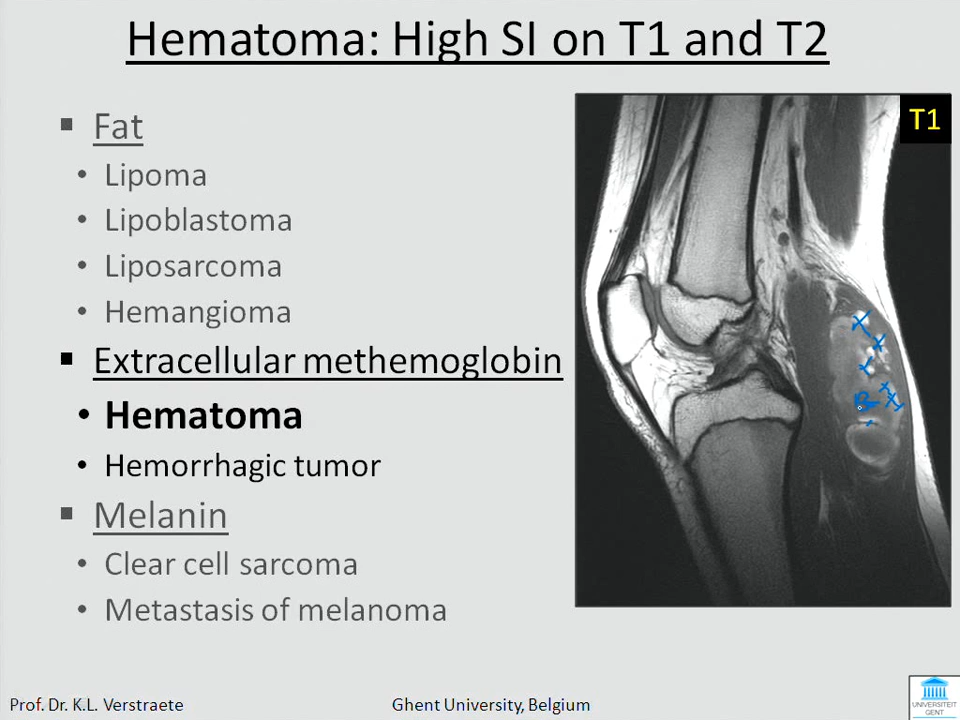 Hematoma: High SI on T1 and T2
▪ Fat
• Lipoma
• Lipoblastoma
• Liposarcoma
• Hemangioma
▪ Extracellular methemoglobin
• Hematoma
• Hemorrhagic tumor
▪ Melanin
• Clear cell sarcoma
• Metastasis of melanoma
T1
Prof. Dr. K.L. Verstraete
Ghent University, Belgium
UNIVERSITEIT
GENT